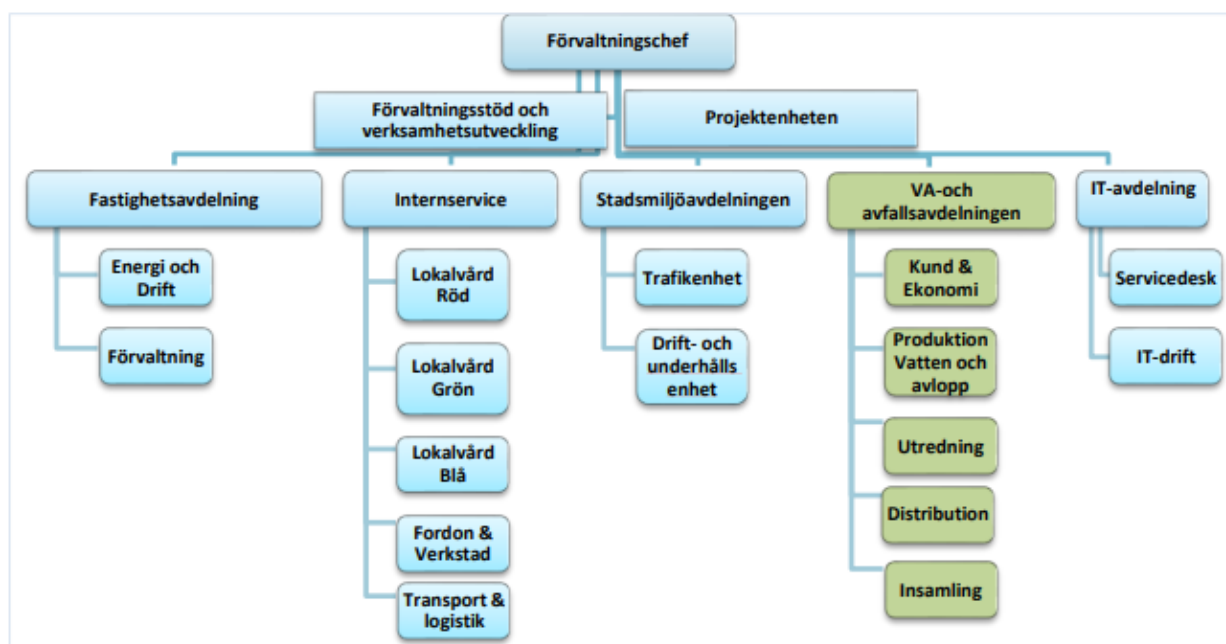 Förvaltningschef
Förvaltningsstöd och
verksamhetsutveckling
Projektenheten
Fastighetsavdelning
Internservice
Stadsmiljöavdelningen
VA-och
avfallsavdelningen
IT-avdelning
Energi och
Drift
Förvaltning
Lokalvård
Röd
Lokalvård
Grön
Lokalvård
Blå
Fordon &
Verkstad
Transport &
logistik
Trafikenhet
Drift- och
underhålls
enhet
Kund &
Ekonomi
Produktion
Vatten och
avlopp
Utredning
Distribution
Insamling
Servicedesk
IT-drift